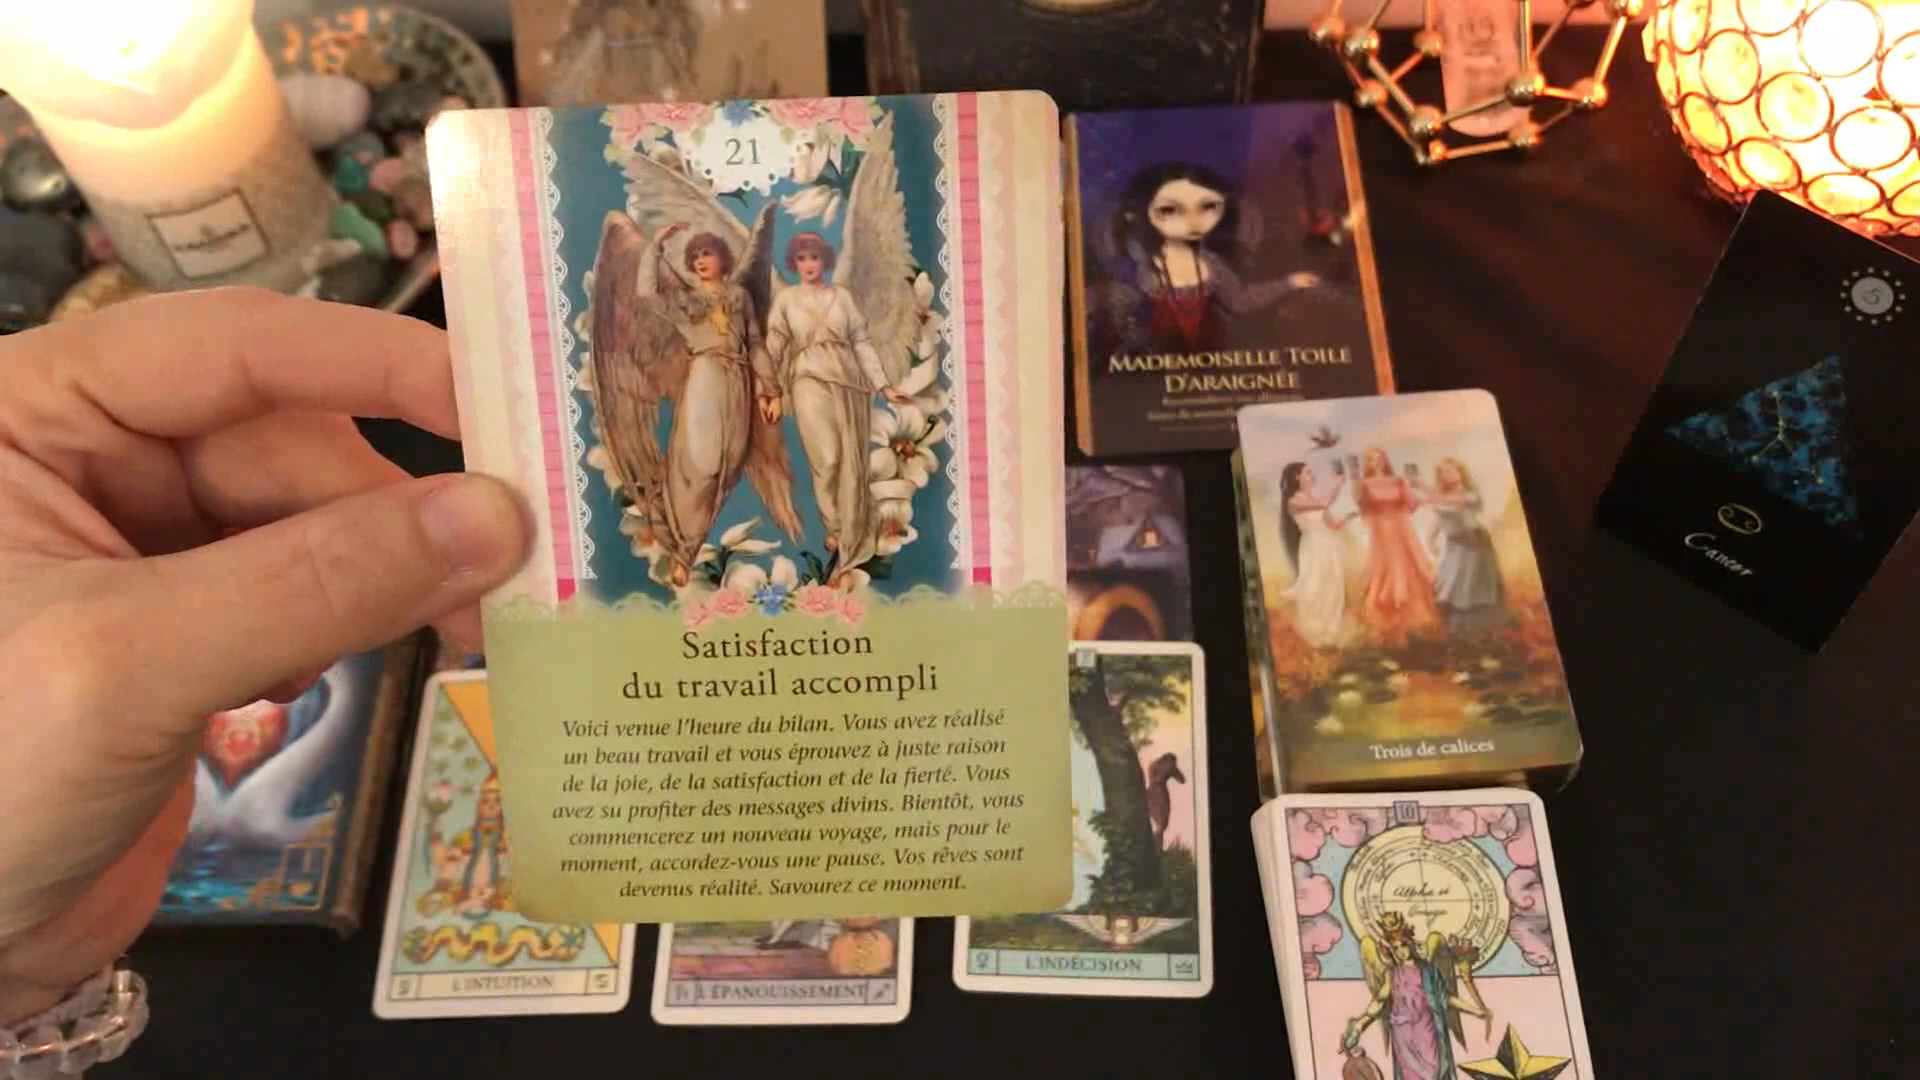 21
Satisfaction
du travail accompli
Voici venue l'heure du bilan. Vous avez réalisé
un beau travail et vous éprouvez à juste raison
de la joie, de la satisfaction et de la fierté. Vous
avez su profiter des messages divins. Bientôt, vous
commencerez un nouveau voyage, mais pour le
moment, accordez-vous une pause. Vos rêves sont
devenus réalité. Savourez ce moment.
MADEMOISELLE TOILE
D'ARAIGNÉE
Cancer
Trois de calices
L'INTUITION
L'ÉPANOUISSEMENT
L'INDÉCISION
10
Alpha et
Omega